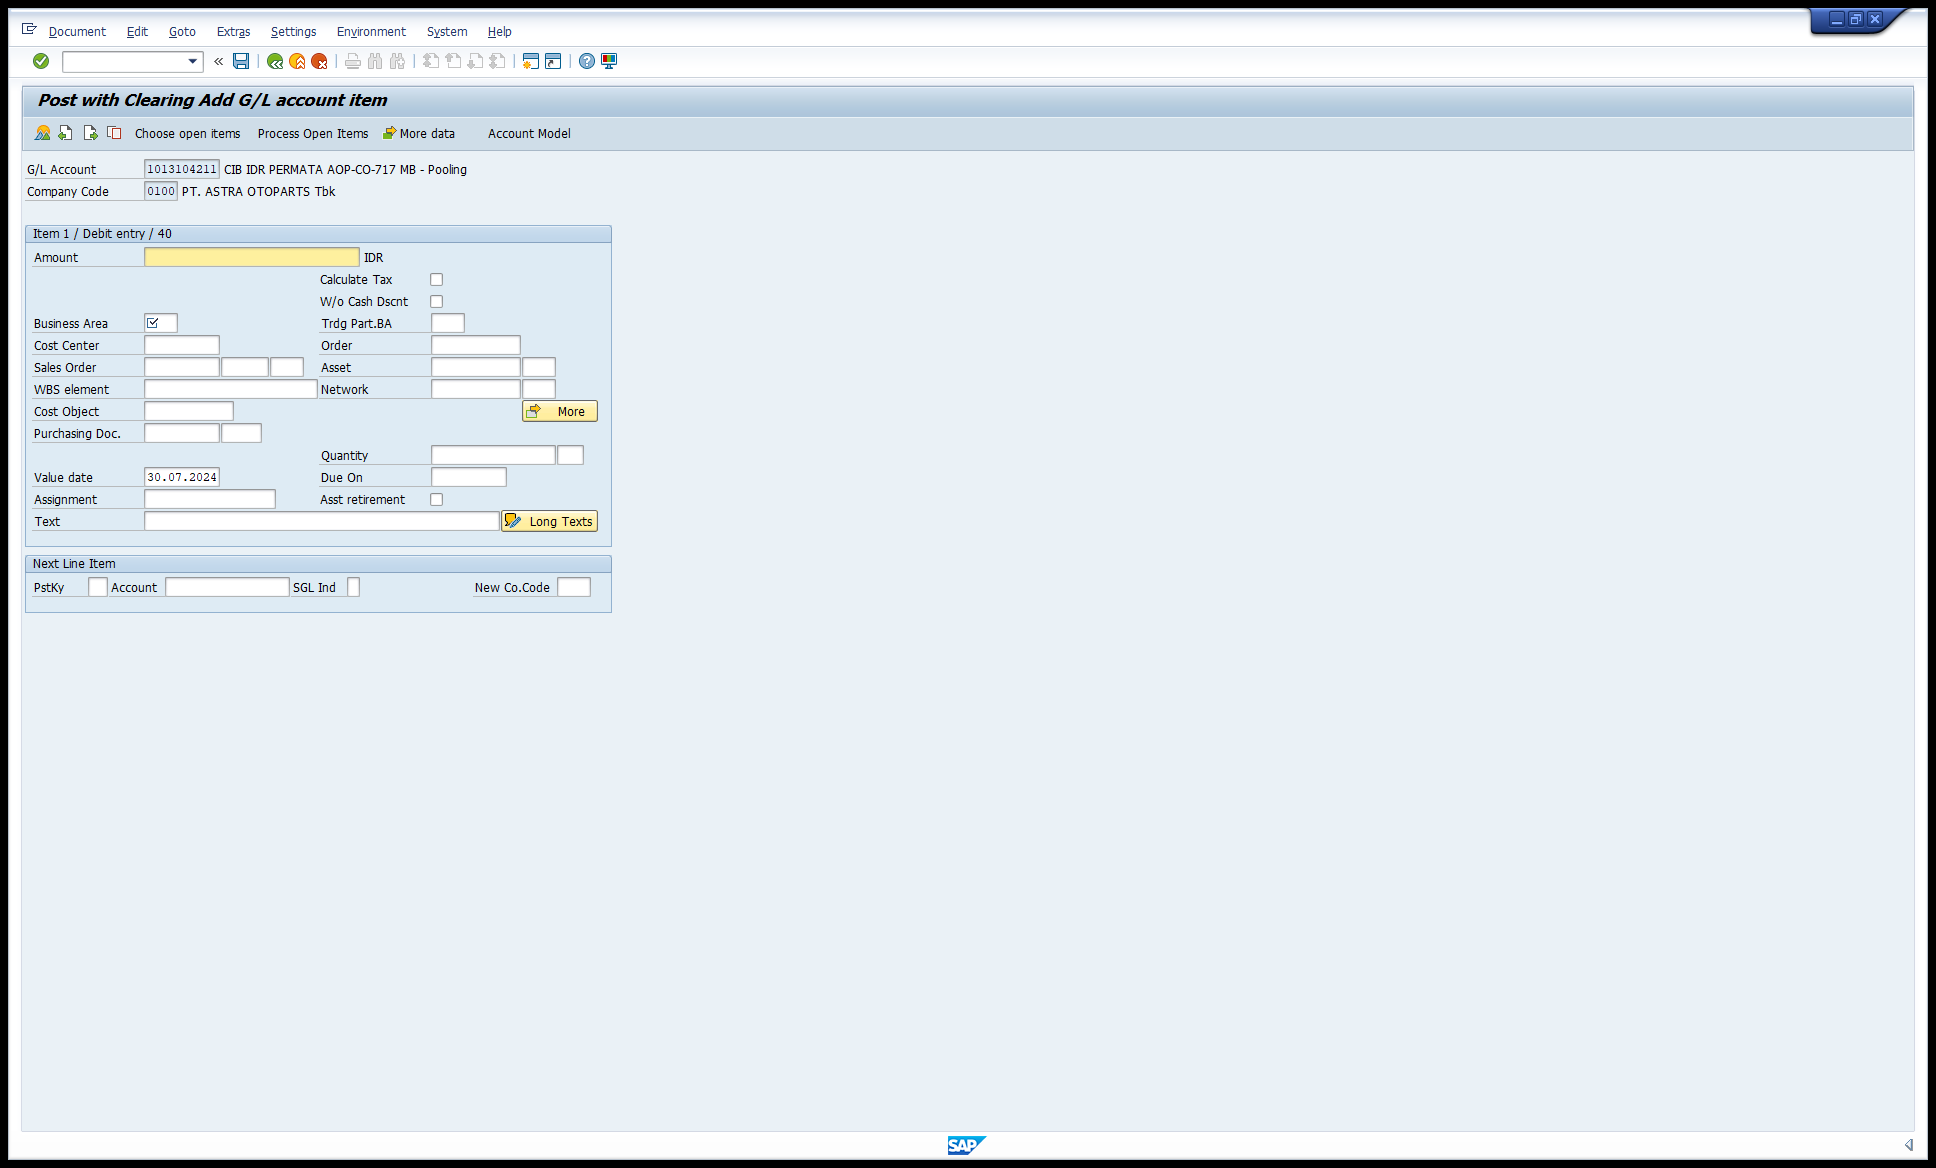 Document Edit Goto Extras Settings Environment System Help
Post with Clearing Add G/L account item
Choose open items Process Open Items More data Account Model
G/L Account 1013104211 CIB IDR PERMATA AOP-CO-717 MB - Pooling
Company Code 0100 PT. ASTRA OTOPARTS Tbk
Item 1 / Debit entry / 40
Amount IDR
Calculate Tax
W/o Cash Dscnt
Business Area Trdg Part.BA
Cost Center Order
Sales Order Asset
WBS element Network
Cost Object More
Purchasing Doc.
Quantity
Value date 30.07.2024 Due On
Assignment Asst retirement
Text Long Texts
Next Line Item
PstKy Account SGL Ind New Co.Code
SAP